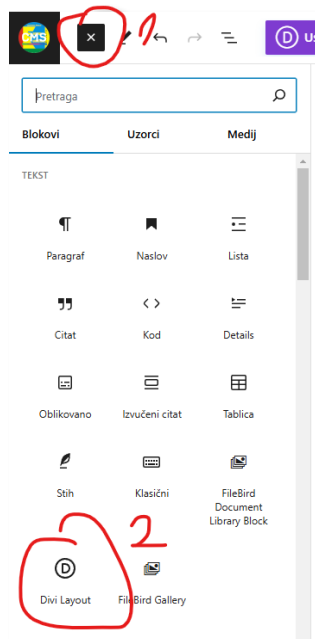 CMS
1
D Us
Pretraga
Blokovi Uzorci Medij
TEKST
Paragraf Naslov Lista
Citat Kod Details
Oblikovano Izvučeni citat Tablica
Stih Klasični FileBird
Document
Library Block
2
D
Divi Layout FileBird Gallery